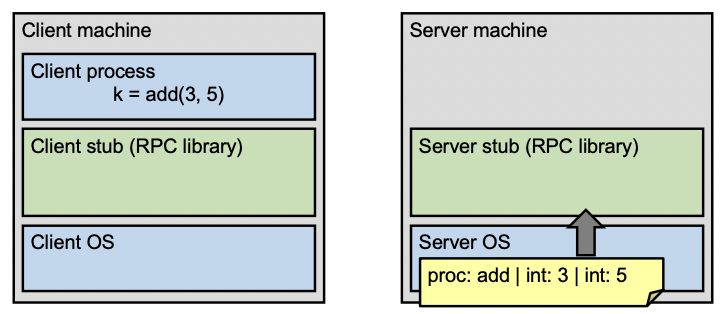 Client machine
Client process
k = add(3, 5)
Client stub (RPC library)
Client OS
Server machine
Server stub (RPC library)
Server OS
proc: add | int: 3 | int: 5